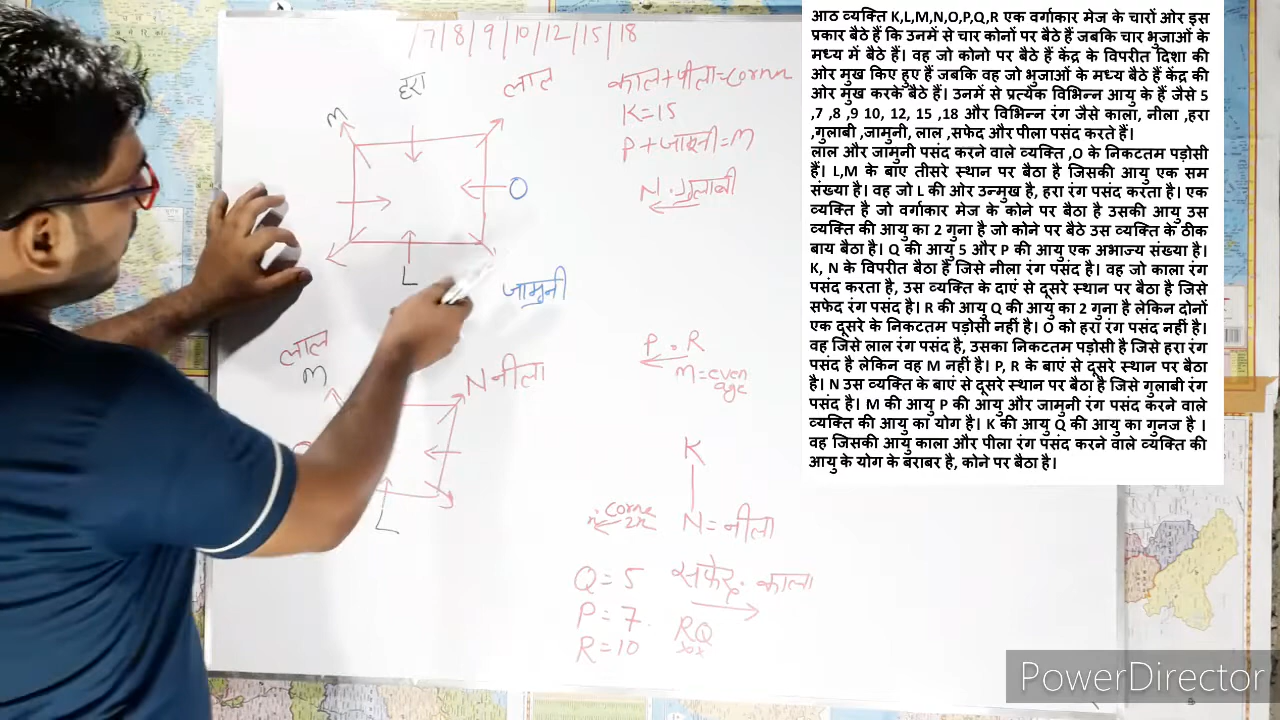 आठ व्यक्ति K,L,M,N,O,P,Q,R एक वर्गाकार मेज के चारों ओर इस
प्रकार बैठे हैं कि उनमें से चार कोनों पर बैठे हैं जबकि चार भुजाओं के
मध्य में बैठे हैं। वह जो कोनो पर बैठे हैं केंद्र के विपरीत दिशा की
ओर मुख किए हुए हैं जबकि वह जो भुजाओं के मध्य बैठे हैं केंद्र की
ओर मुख करके बैठे हैं। उनमें से प्रत्येक विभिन्न आयु के हैं जैसे 5
,7 ,8 ,9 10, 12, 15 ,18 और विभिन्न रंग जैसे काला, नीला ,हरा
,गुलाबी ,जामुनी, लाल ,सफेद और पीला पसंद करते हैं।
लाल और जामुनी पसंद करने वाले व्यक्ति ,O के निकटतम पड़ोसी
हैं। L,M के बाएं तीसरे स्थान पर बैठा है जिसकी आयु एक सम
संख्या है। वह जो L की ओर उन्मुख है, हरा रंग पसंद करता है। एक
व्यक्ति है जो वर्गाकार मेज के कोने पर बैठा है उसकी आयु उस
व्यक्ति की आयु का 2 गुना है जो कोने पर बैठे उस व्यक्ति के ठीक
बाय बैठा है। Q की आयु 5 और P की आयु एक अभाज्य संख्या है।
K, N के विपरीत बैठा है जिसे नीला रंग पसंद है। वह जो काला रंग
पसंद करता है, उस व्यक्ति के दाएं से दूसरे स्थान पर बैठा है जिसे
सफेद रंग पसंद है। R की आयु Q की आयु का 2 गुना है लेकिन दोनों
एक दूसरे के निकटतम पड़ोसी नहीं है। O को हरा रंग पसंद नहीं है।
वह जिसे लाल रंग पसंद है, उसका निकटतम पड़ोसी है जिसे हरा रंग
पसंद है लेकिन वह M नहीं है। P, R के बाएं से दूसरे स्थान पर बैठा
है। N उस व्यक्ति के बाएं से दूसरे स्थान पर बैठा है जिसे गुलाबी रंग
पसंद है। M की आयु P की आयु और जामुनी रंग पसंद करने वाले
व्यक्ति की आयु का योग है। K की आयु Q की आयु का गुनज है ।
वह जिसकी आयु काला और पीला रंग पसंद करने वाले व्यक्ति की
आयु के योग के बराबर है, कोने पर बैठा है।
/7/8/9/10/12/15/18
हरा लाल
M
O
L
जामुनी
काला+पीला=corner
K=15
P+जामुनी=M
N . गुलाबी
P . R
M=even
age
लाल
M
N नीला
L
K
N = नीला
corne
2x
Q= 5 सफेद . काला
P= 7
R=10 RQ
PowerDirector